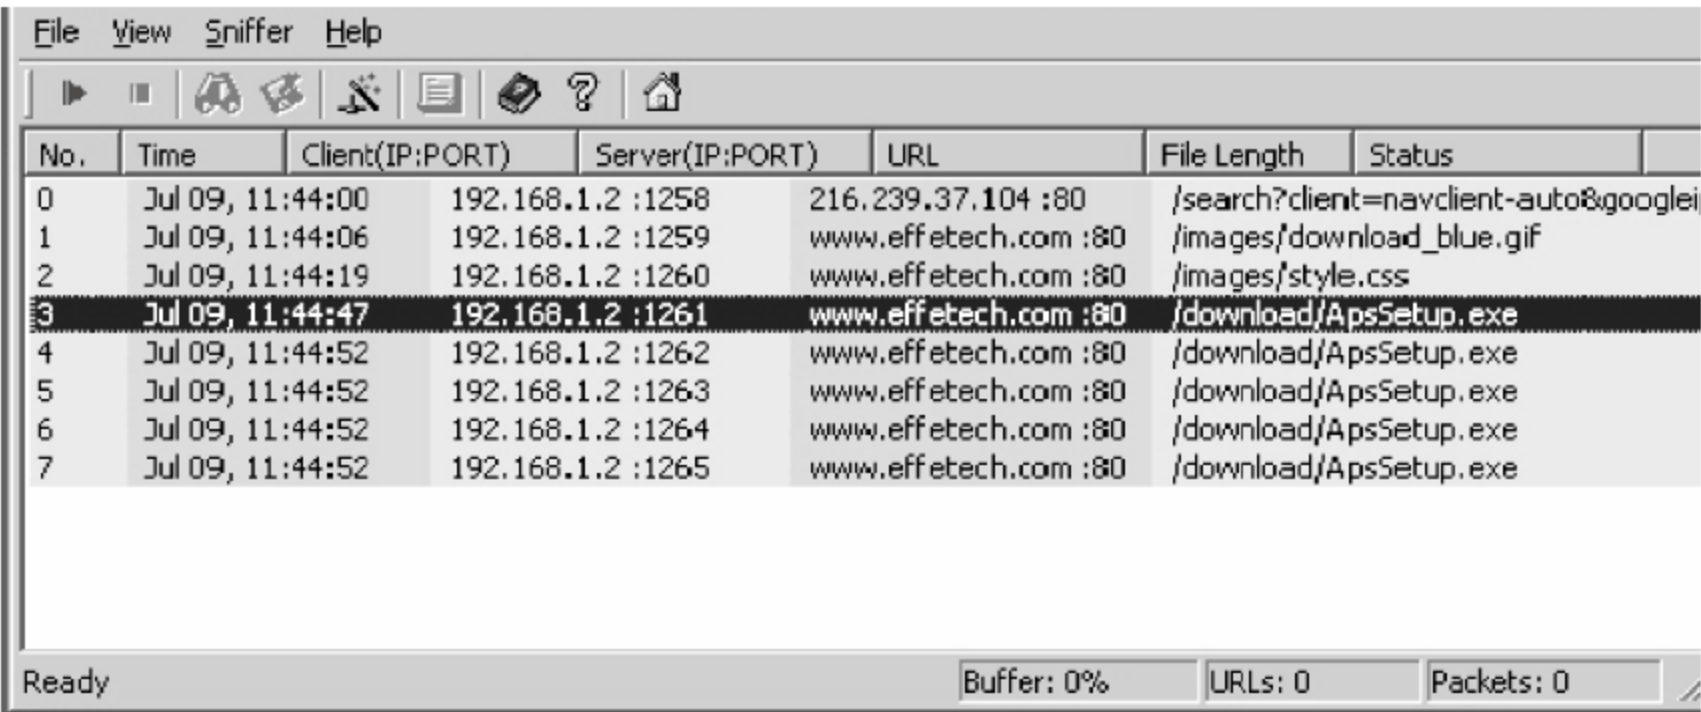 File View Sniffer Help
No. Time Client(IP:PORT) Server(IP:PORT) URL File Length Status
0 Jul 09, 11:44:00 192.168.1.2 :1258 216.239.37.104 :80 /search?client=navclient-auto&googlei
1 Jul 09, 11:44:06 192.168.1.2 :1259 www.effetech.com :80 /images/download_blue.gif
2 Jul 09, 11:44:19 192.168.1.2 :1260 www.effetech.com :80 /images/style.css
3 Jul 09, 11:44:47 192.168.1.2 :1261 www.effetech.com :80 /download/ApsSetup.exe
4 Jul 09, 11:44:52 192.168.1.2 :1262 www.effetech.com :80 /download/ApsSetup.exe
5 Jul 09, 11:44:52 192.168.1.2 :1263 www.effetech.com :80 /download/ApsSetup.exe
6 Jul 09, 11:44:52 192.168.1.2 :1264 www.effetech.com :80 /download/ApsSetup.exe
7 Jul 09, 11:44:52 192.168.1.2 :1265 www.effetech.com :80 /download/ApsSetup.exe
Ready Buffer: 0% URLs: 0 Packets: 0